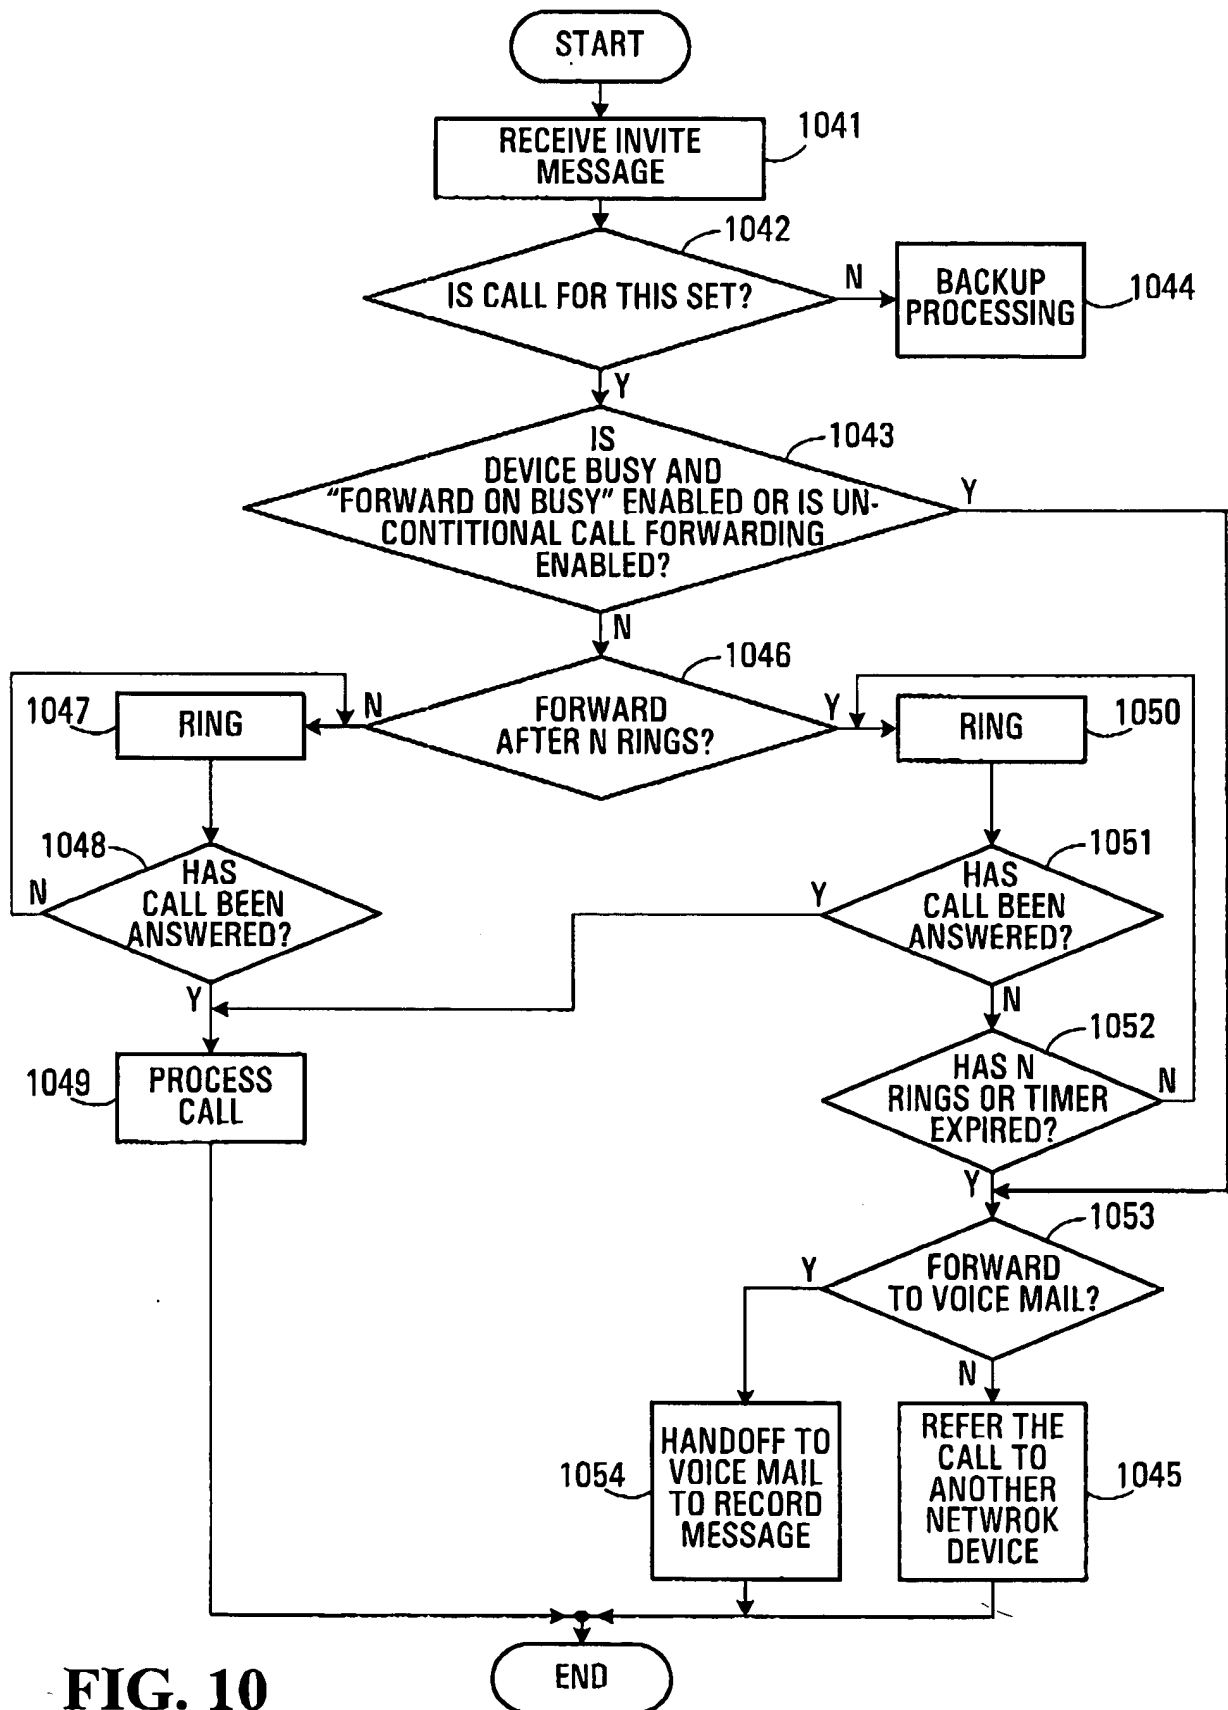 START
RECEIVE INVITE
MESSAGE
1041
1042
IS CALL FOR THIS SET?
N
BACKUP
PROCESSING
1044
Y
1043
IS
DEVICE BUSY AND
"FORWARD ON BUSY" ENABLED OR IS UN-
CONTITIONAL CALL FORWARDING
ENABLED?
Y
N
1046
FORWARD
AFTER N RINGS?
N
Y
1047
RING
RING
1050
1048
HAS
CALL BEEN
ANSWERED?
N
Y
1051
HAS
CALL BEEN
ANSWERED?
Y
N
1049
PROCESS
CALL
1052
HAS N
RINGS OR TIMER
EXPIRED?
N
Y
1053
FORWARD
TO VOICE MAIL?
Y
N
1054
HANDOFF TO
VOICE MAIL
TO RECORD
MESSAGE
REFER THE
CALL TO
ANOTHER
NETWROK
DEVICE
1045
END
FIG. 10